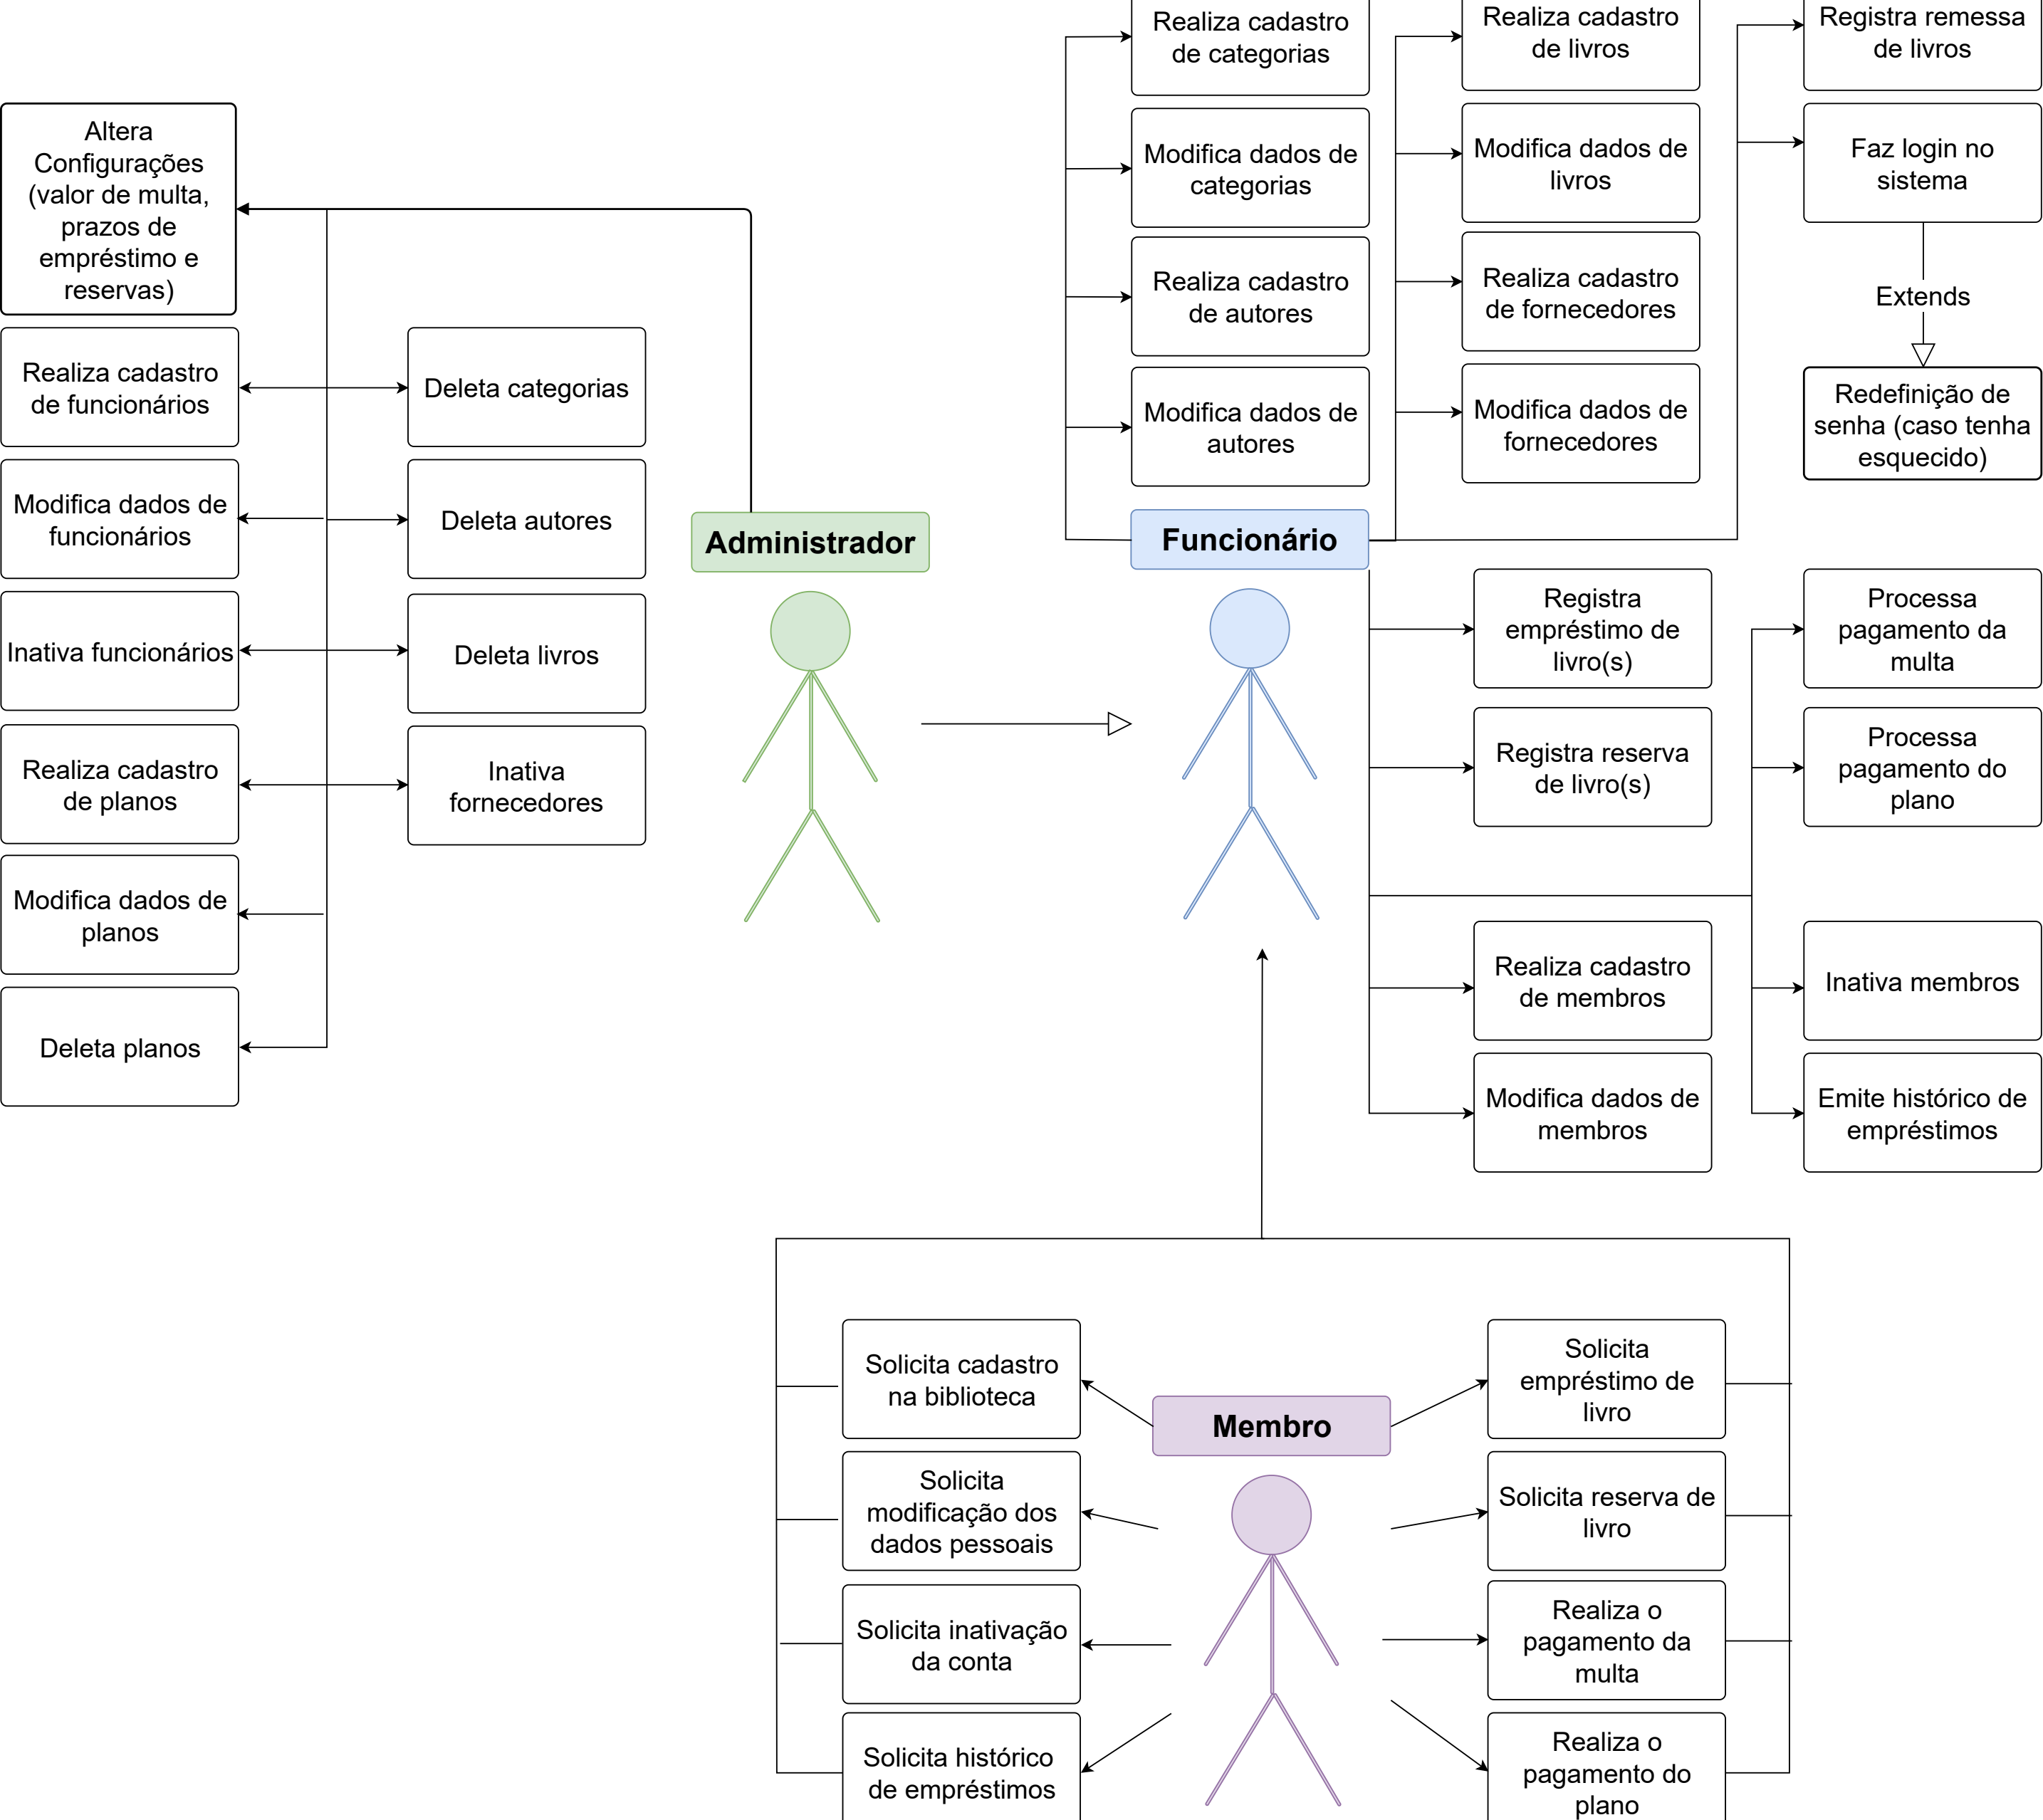 Realiza cadastro
de categorias
Realiza cadastro
de livros
Registra remessa
de livros
Altera
Configurações
(valor de multa,
prazos de
empréstimo e
reservas)
Modifica dados de
categorias
Modifica dados de
livros
Faz login no
sistema
Realiza cadastro
de autores
Realiza cadastro
de fornecedores
Extends
Realiza cadastro
de funcionários
Deleta categorias
Modifica dados de
autores
Modifica dados de
fornecedores
Redefinição de
senha (caso tenha
esquecido)
Modifica dados de
funcionários
Deleta autores
Administrador
Funcionário
Inativa funcionários
Deleta livros
Registra
empréstimo de
livro(s)
Processa
pagamento da
multa
Realiza cadastro
de planos
Inativa
fornecedores
Registra reserva
de livro(s)
Processa
pagamento do
plano
Modifica dados de
planos
Realiza cadastro
de membros
Inativa membros
Deleta planos
Modifica dados de
membros
Emite histórico de
empréstimos
Solicita cadastro
na biblioteca
Membro
Solicita
empréstimo de
livro
Solicita
modificação dos
dados pessoais
Solicita reserva de
livro
Solicita inativação
da conta
Realiza o
pagamento da
multa
Solicita histórico
de empréstimos
Realiza o
pagamento do
plano